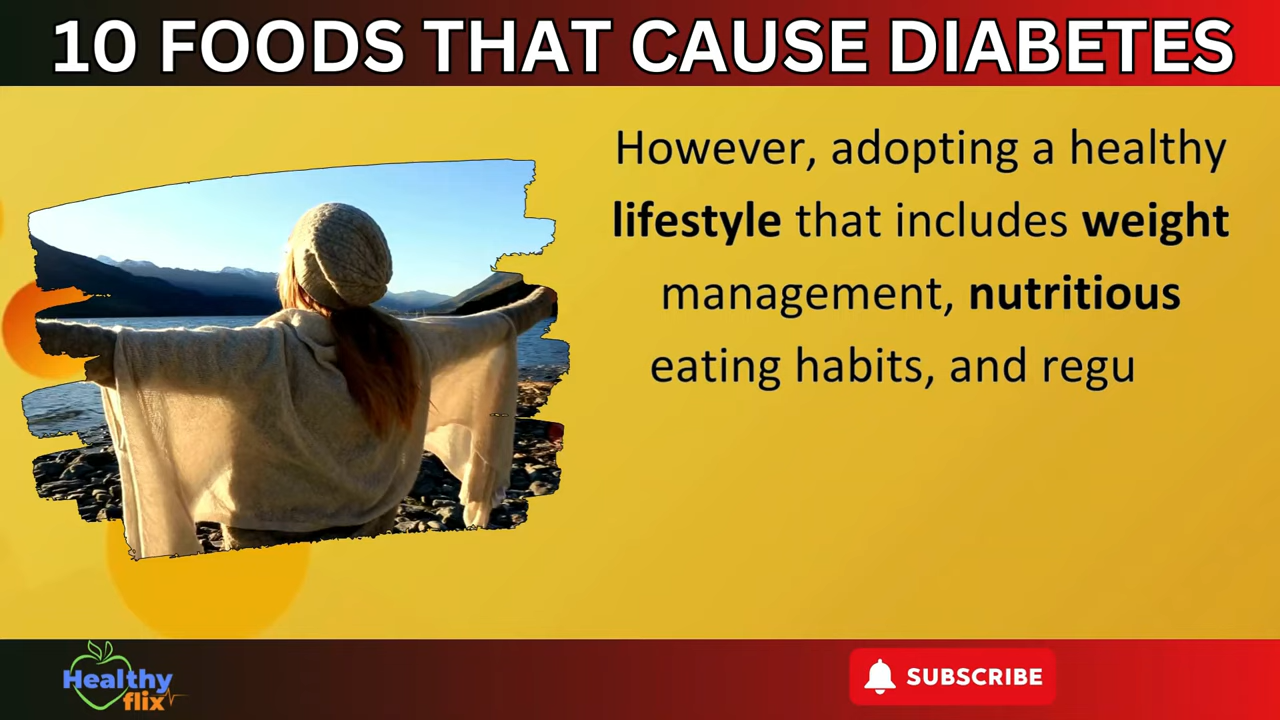 10 FOODS THAT CAUSE DIABETES
However, adopting a healthy
lifestyle that includes weight
management, nutritious
eating habits, and regu
Healthy
flix
SUBSCRIBE